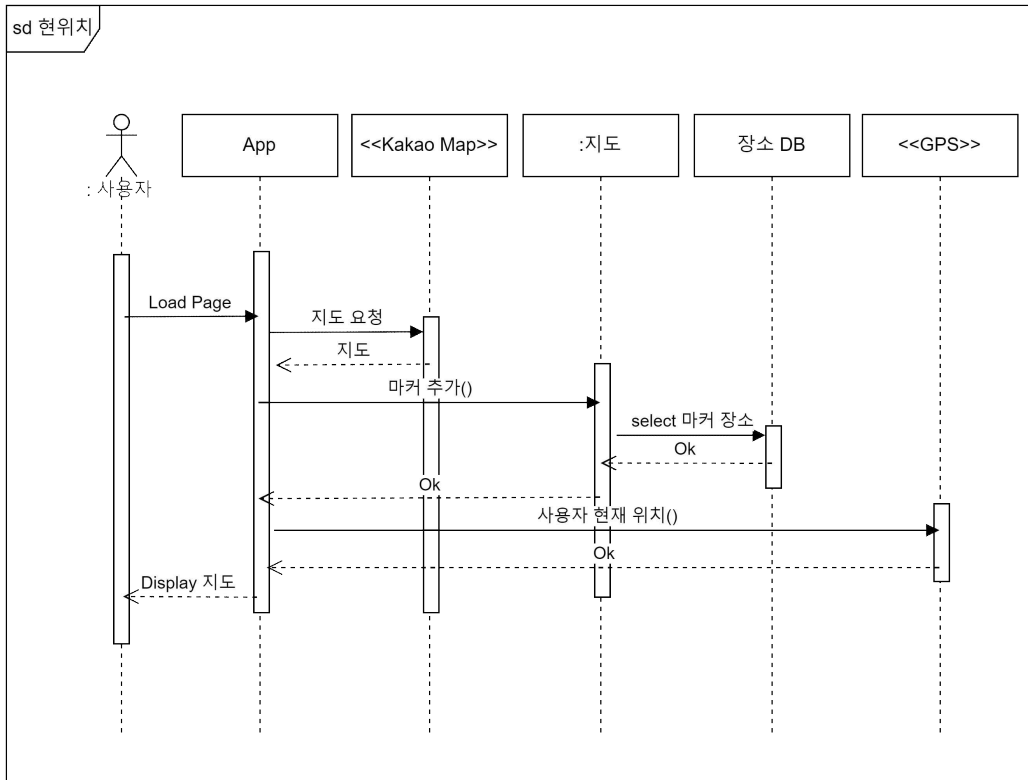 sd 현위치
: 사용자
App
<<Kakao Map>>
:지도
장소 DB
<<GPS>>
Load Page
지도 요청
지도
마커 추가()
select 마커 장소
Ok
Ok
사용자 현재 위치()
Ok
Display 지도